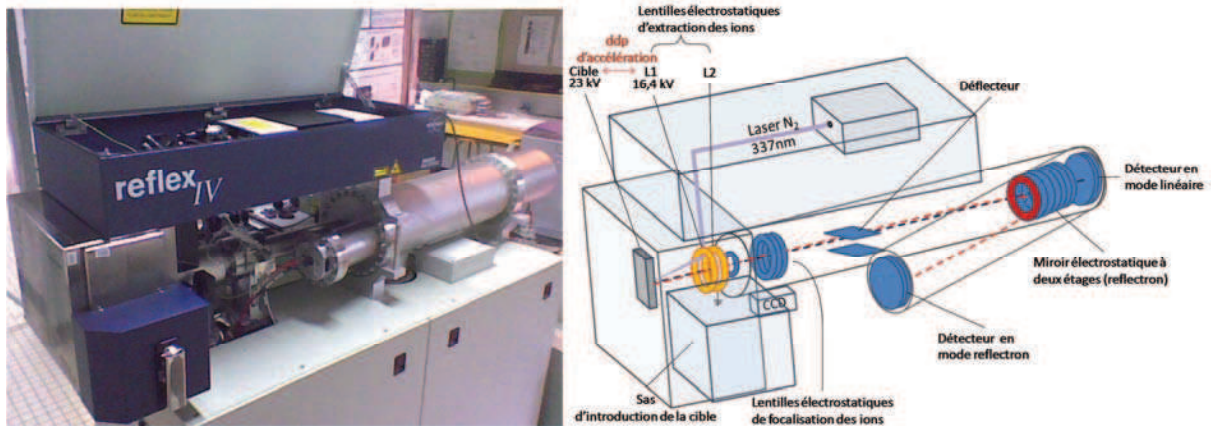 reflex
IV
Lentilles électrostatiques
d'extraction des ions
ddp
d'accélération
Cible
23 kV
L1
16,4 kV
L2
Déflecteur
Laser N2
337nm
Détecteur en
mode linéaire
Miroir électrostatique à
deux étages (reflectron)
CCD
Détecteur en
mode reflectron
Sas
d'introduction de la cible
Lentilles électrostatiques
de focalisation des ions